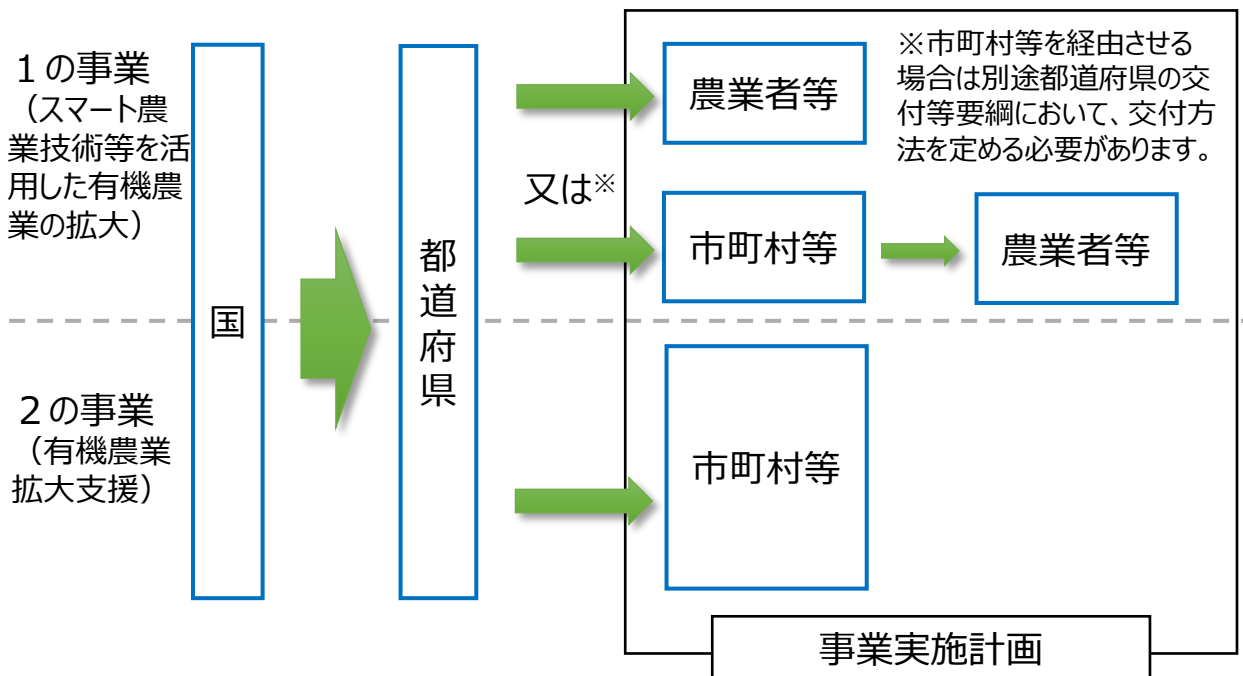 １の事業
（スマート農
業技術等を活
用した有機農
業の拡大）
２の事業
（有機農業
拡大支援）
国
都道府県
農業者等
又は※
市町村等
農業者等
※市町村等を経由させる
場合は別途都道府県の交
付等要綱において、交付方
法を定める必要があります。
市町村等
事業実施計画